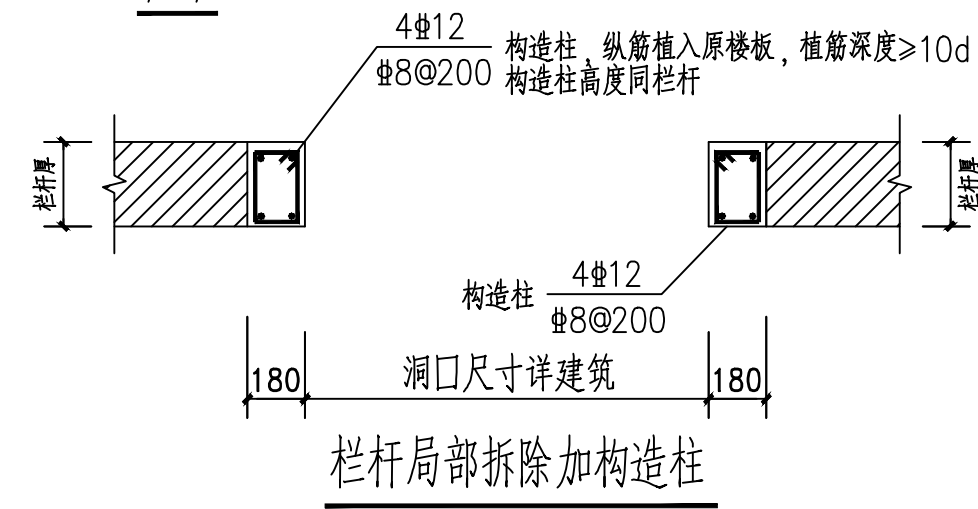 4⌀12
⌀8@200
构造柱，纵筋植入原楼板，植筋深度≥10d
构造柱高度同栏杆
栏杆厚
栏杆厚
构造柱
4⌀12
⌀8@200
180
洞口尺寸详建筑
180
栏杆局部拆除加构造柱